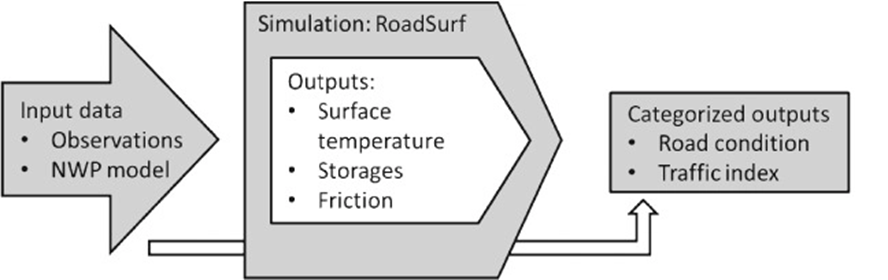 Input data
• Observations
• NWP model
Simulation: RoadSurf
Outputs:
• Surface
temperature
• Storages
• Friction
Categorized outputs
• Road condition
• Traffic index